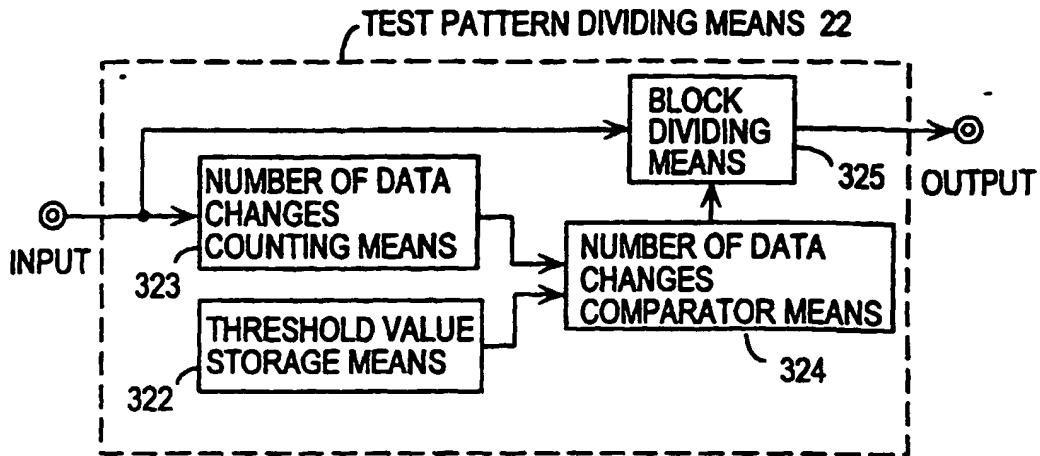 TEST PATTERN DIVIDING MEANS 22
BLOCK
DIVIDING
MEANS
325
OUTPUT
INPUT
NUMBER OF DATA
CHANGES
COUNTING MEANS
323
NUMBER OF DATA
CHANGES
COMPARATOR MEANS
324
THRESHOLD VALUE
STORAGE MEANS
322